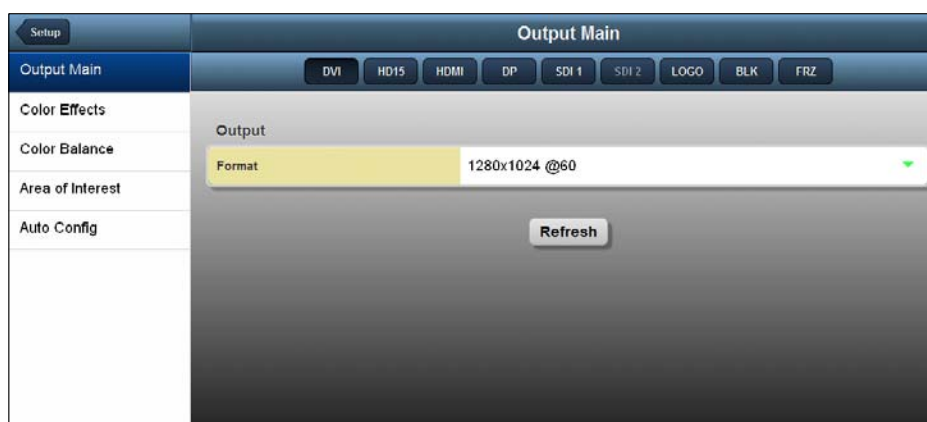 Setup
Output Main
Output Main
DVI HD15 HDMI DP SDI 1 SDI 2 LOGO BLK FRZ
Color Effects
Color Balance
Area of Interest
Auto Config
Output
Format 1280x1024 @60
Refresh